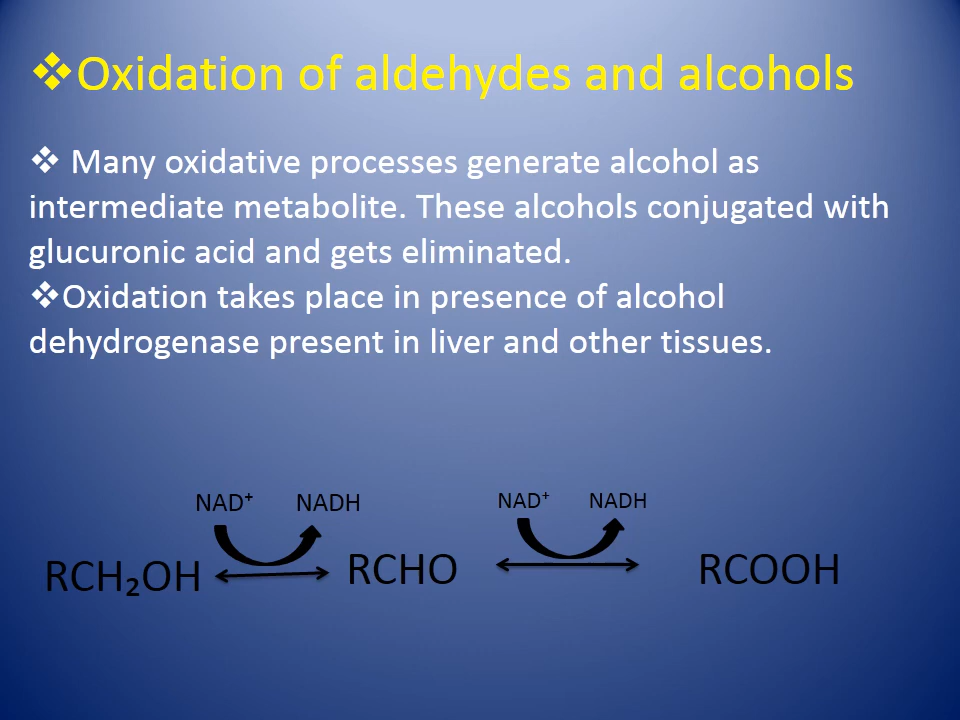 ❖Oxidation of aldehydes and alcohols
❖ Many oxidative processes generate alcohol as
intermediate metabolite. These alcohols conjugated with
glucuronic acid and gets eliminated.
❖Oxidation takes place in presence of alcohol
dehydrogenase present in liver and other tissues.
NAD⁺ NADH NAD⁺ NADH
RCH₂OH RCHO RCOOH